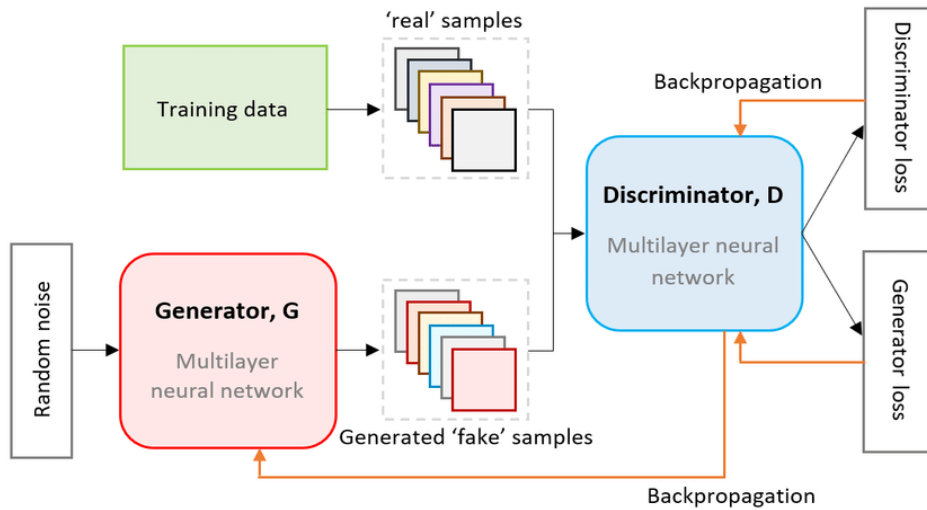 ‘real’ samples
Training data
Backpropagation
Discriminator loss
Discriminator, D
Multilayer neural
network
Random noise
Generator, G
Multilayer
neural network
Generated ‘fake’ samples
Generator loss
Backpropagation